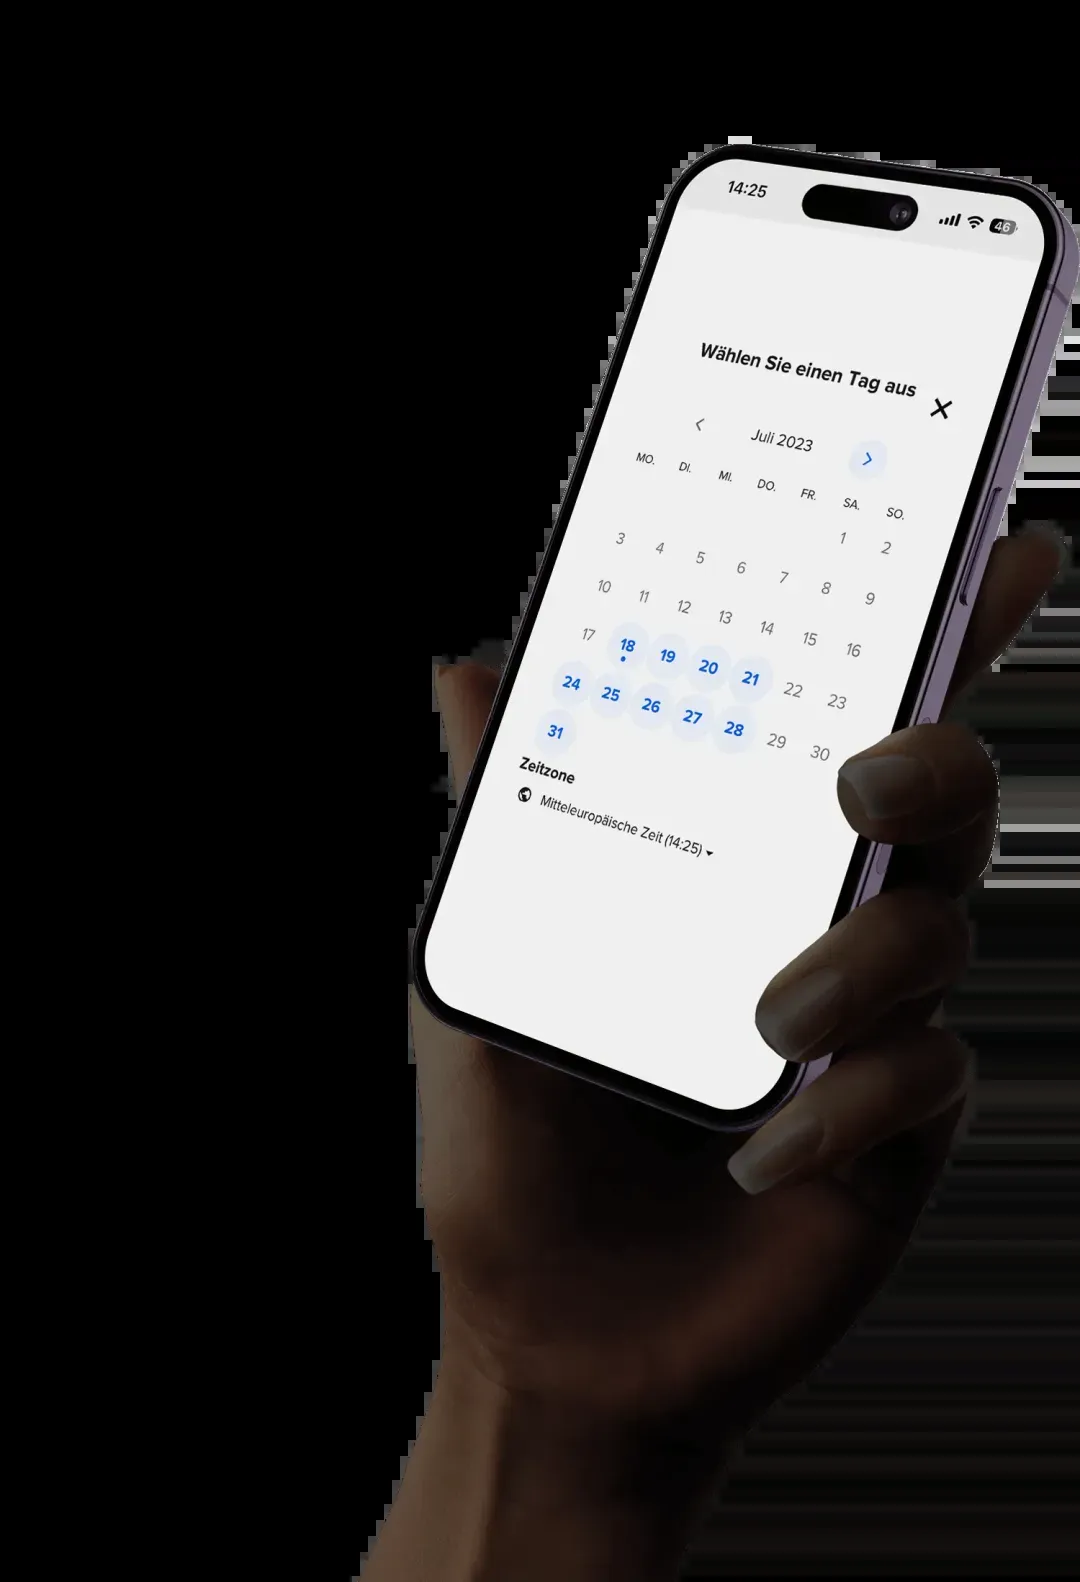 14:25 46
Wählen Sie einen Tag aus
Juli 2023
MO. DI. MI. DO. FR. SA. SO.
1 2
3 4 5 6 7 8 9
10 11 12 13 14 15 16
17 18 19 20 21 22 23
24 25 26 27 28 29 30
31
Zeitzone
Mitteleuropäische Zeit (14:25)